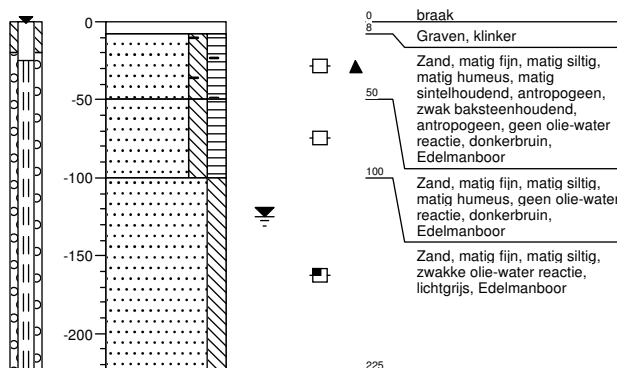 0
-50
-100
-150
-200
0
braak
8
Graven, klinker
Zand, matig fijn, matig siltig,
matig humeus, matig
sintelhoudend, antropogeen,
zwak baksteenhoudend,
antropogeen, geen olie-water
reactie, donkerbruin,
Edelmanboor
50
Zand, matig fijn, matig siltig,
matig humeus, geen olie-water
reactie, donkerbruin,
Edelmanboor
100
Zand, matig fijn, matig siltig,
zwakke olie-water reactie,
lichtgrijs, Edelmanboor
225